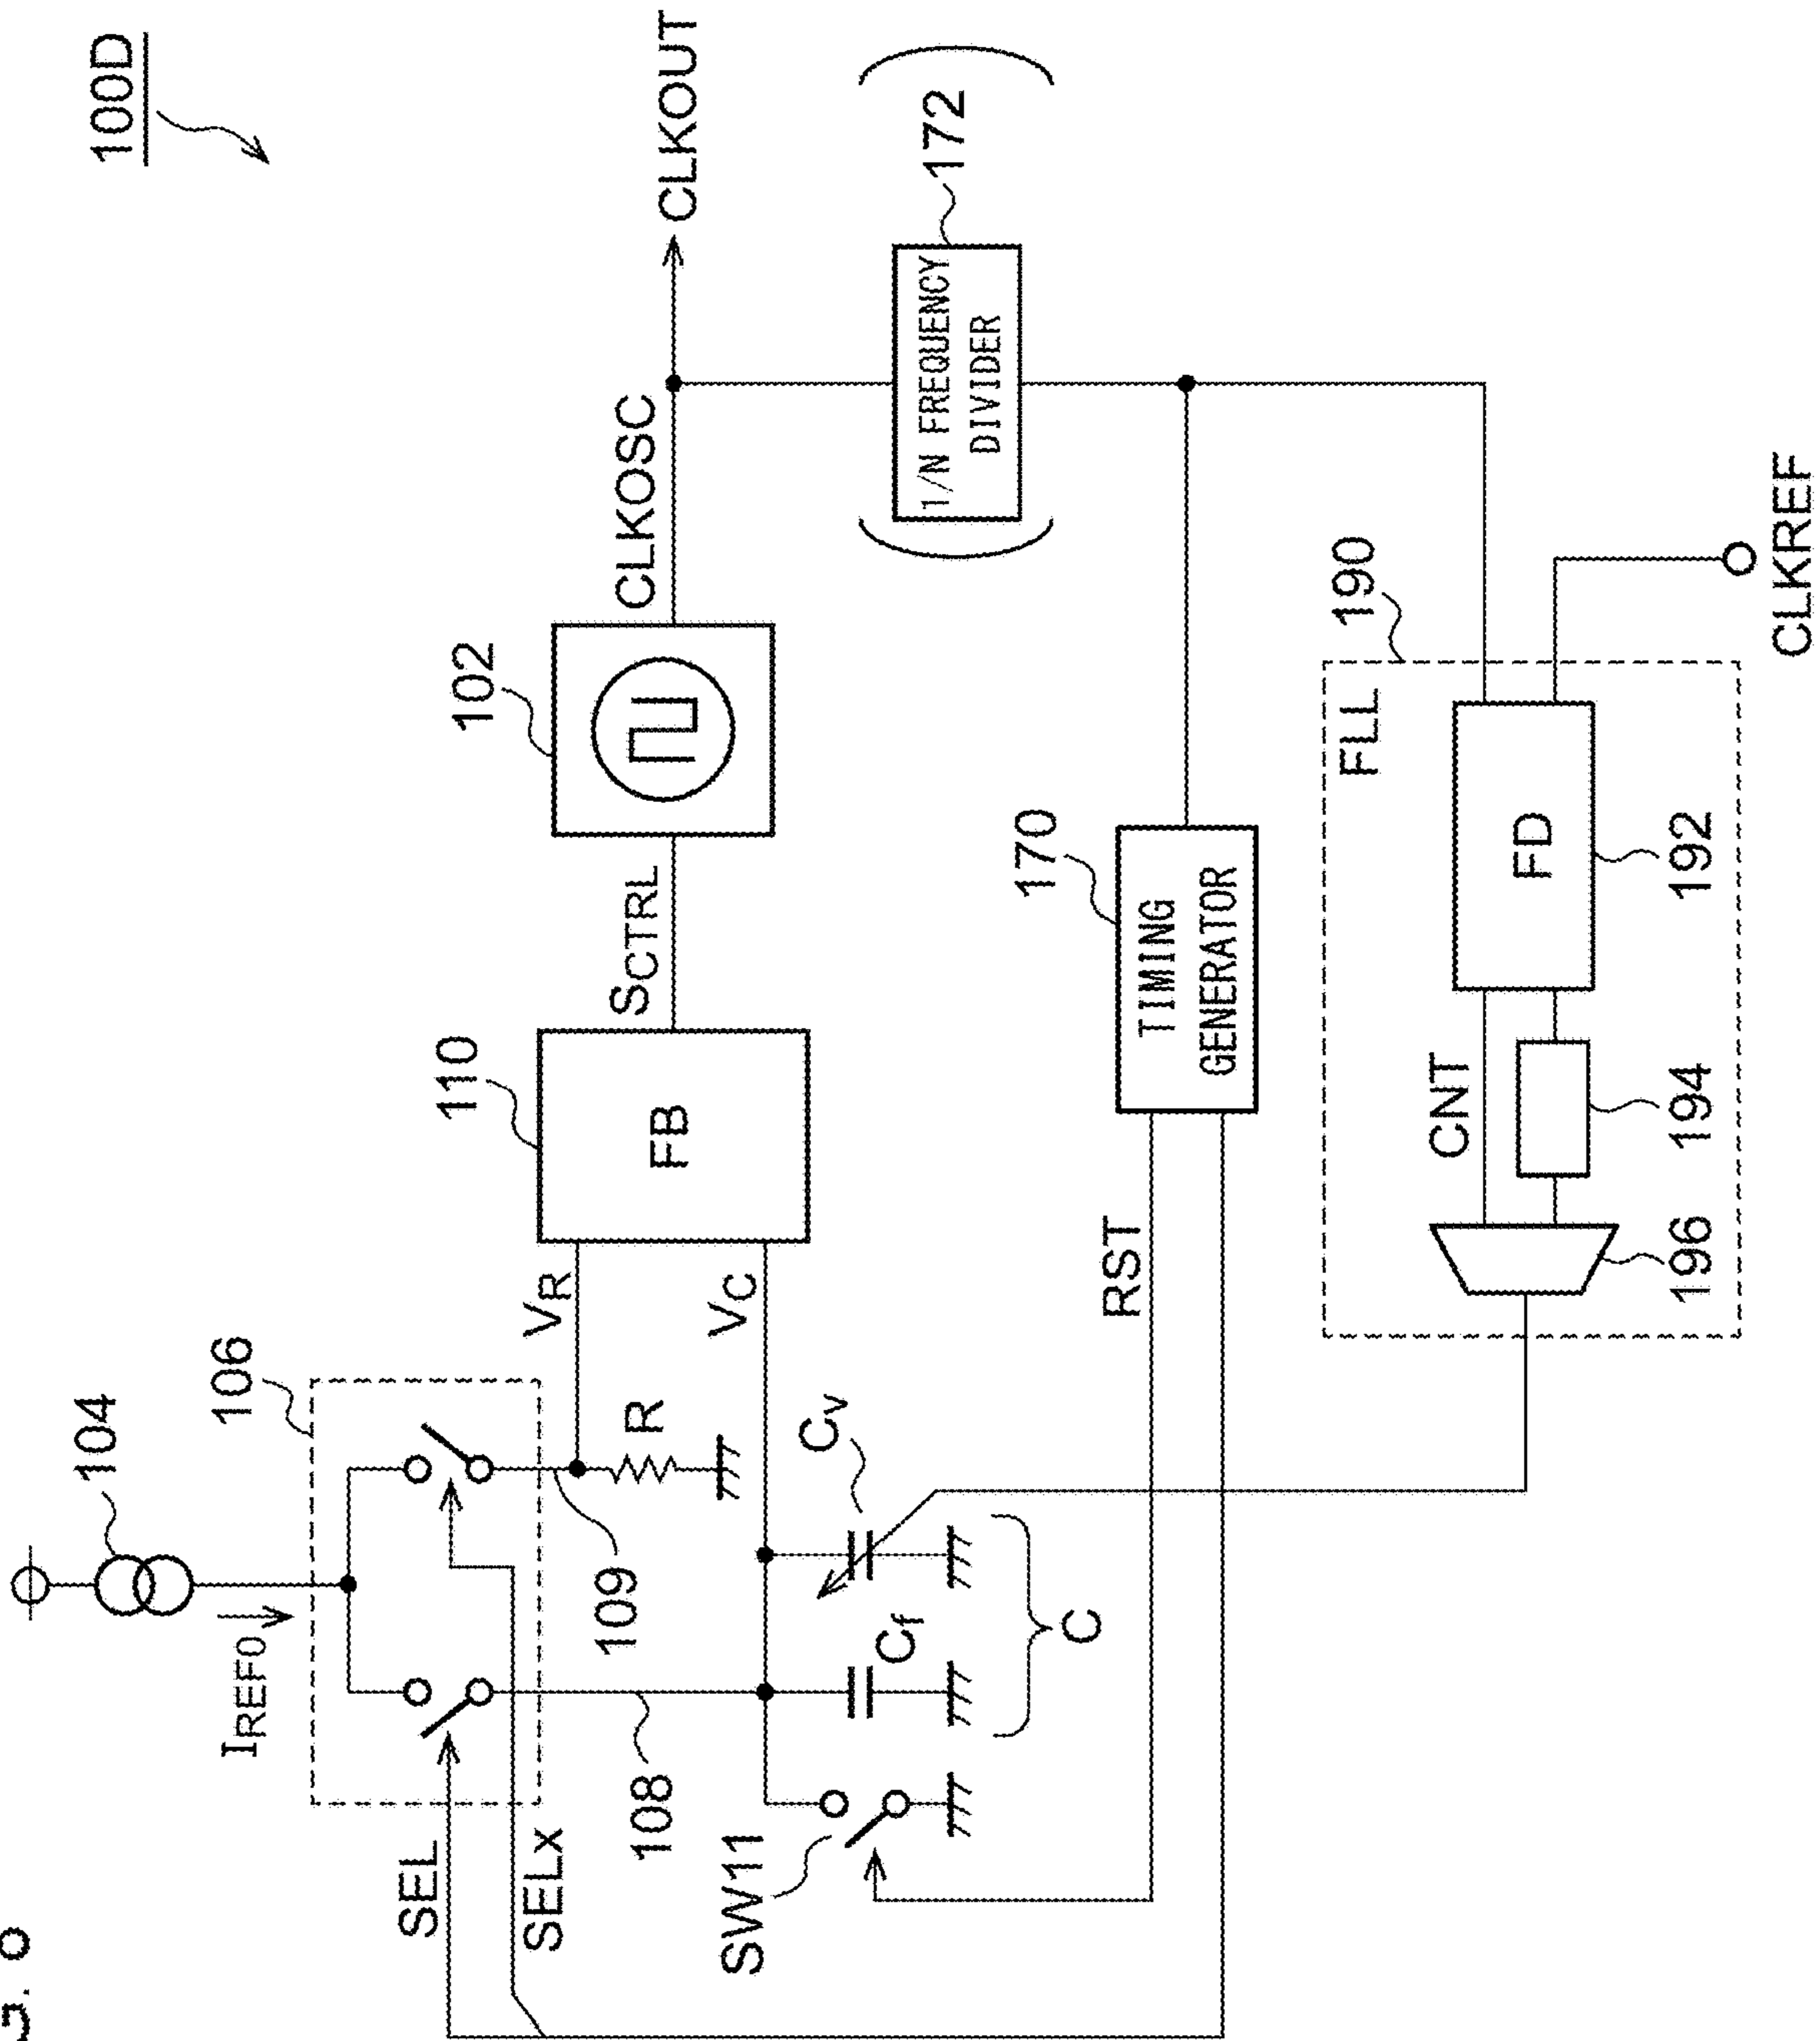 100D
104
106
IREF0
SEL
SELx
109
108
R
VR
VC
110
FB
SCTRL
102
CLKOSC
CLKOUT
SW11
Cf
Cv
C
1/N FREQUENCY
DIVIDER
172
RST
170
TIMING
GENERATOR
190
FLL
CNT
FD
196
194
192
CLKREF